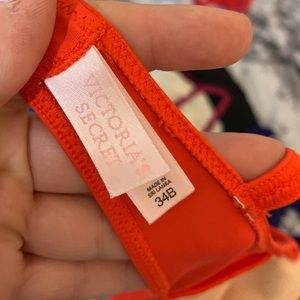 VICTORIA'S
SECRET
MADE IN
SRI LANKA
34B